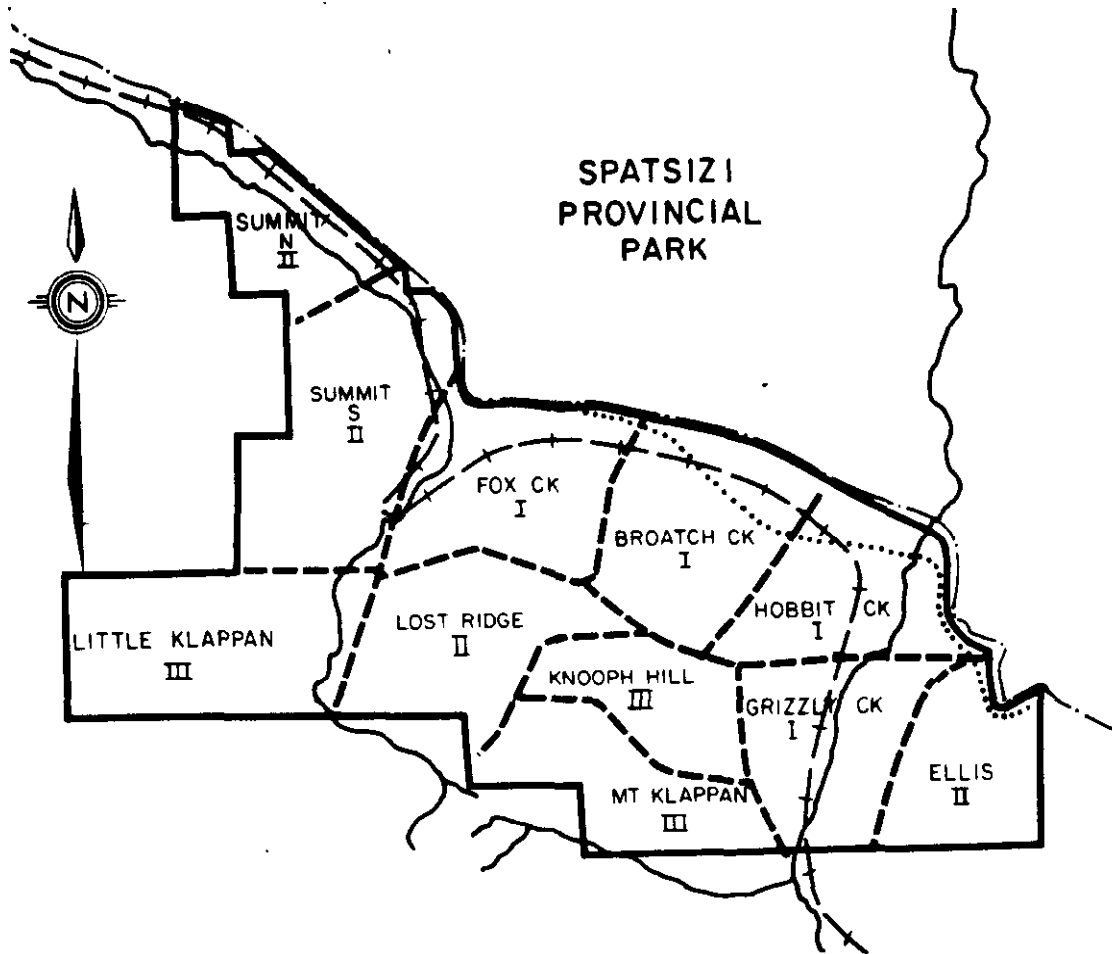 SPATSIZI
PROVINCIAL
PARK
SUMMIT
N
II
N
SUMMIT
S
II
FOX CK
I
BROATCH CK
I
HOBBIT CK
I
LITTLE KLAPPAN
III
LOST RIDGE
II
KNOOPH HILL
III
GRIZZLY CK
I
ELLIS
II
MT KLAPPAN
III